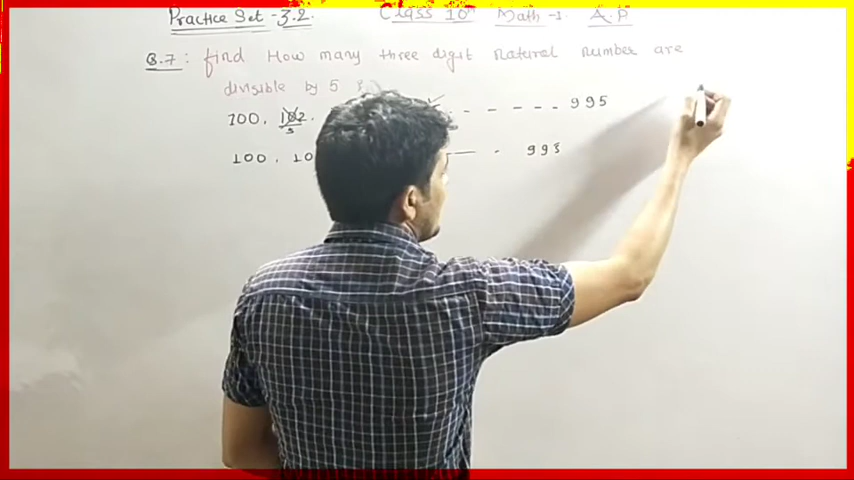 Practice Set - 3.2. Class 10th Math - 1. A.P
Q.7 : find How many three digit natural number are
divisible by 5
100, 102, - - - - - 995
100, 10 — - 995